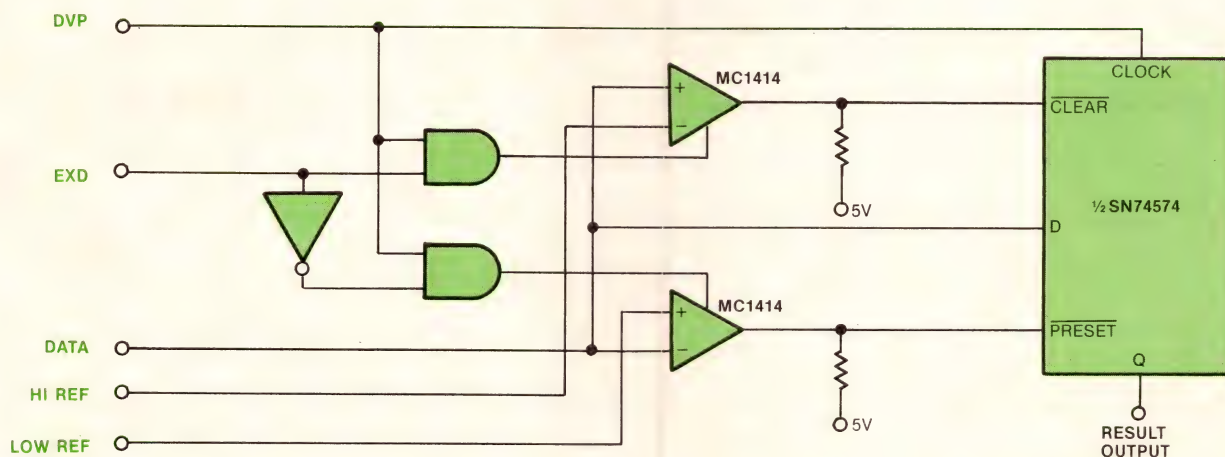 DVP
MC1414
CLOCK
CLEAR
+
−
EXD
5V
½ SN74574
D
MC1414
+
−
DATA
PRESET
HI REF
Q
5V
LOW REF
RESULT
OUTPUT